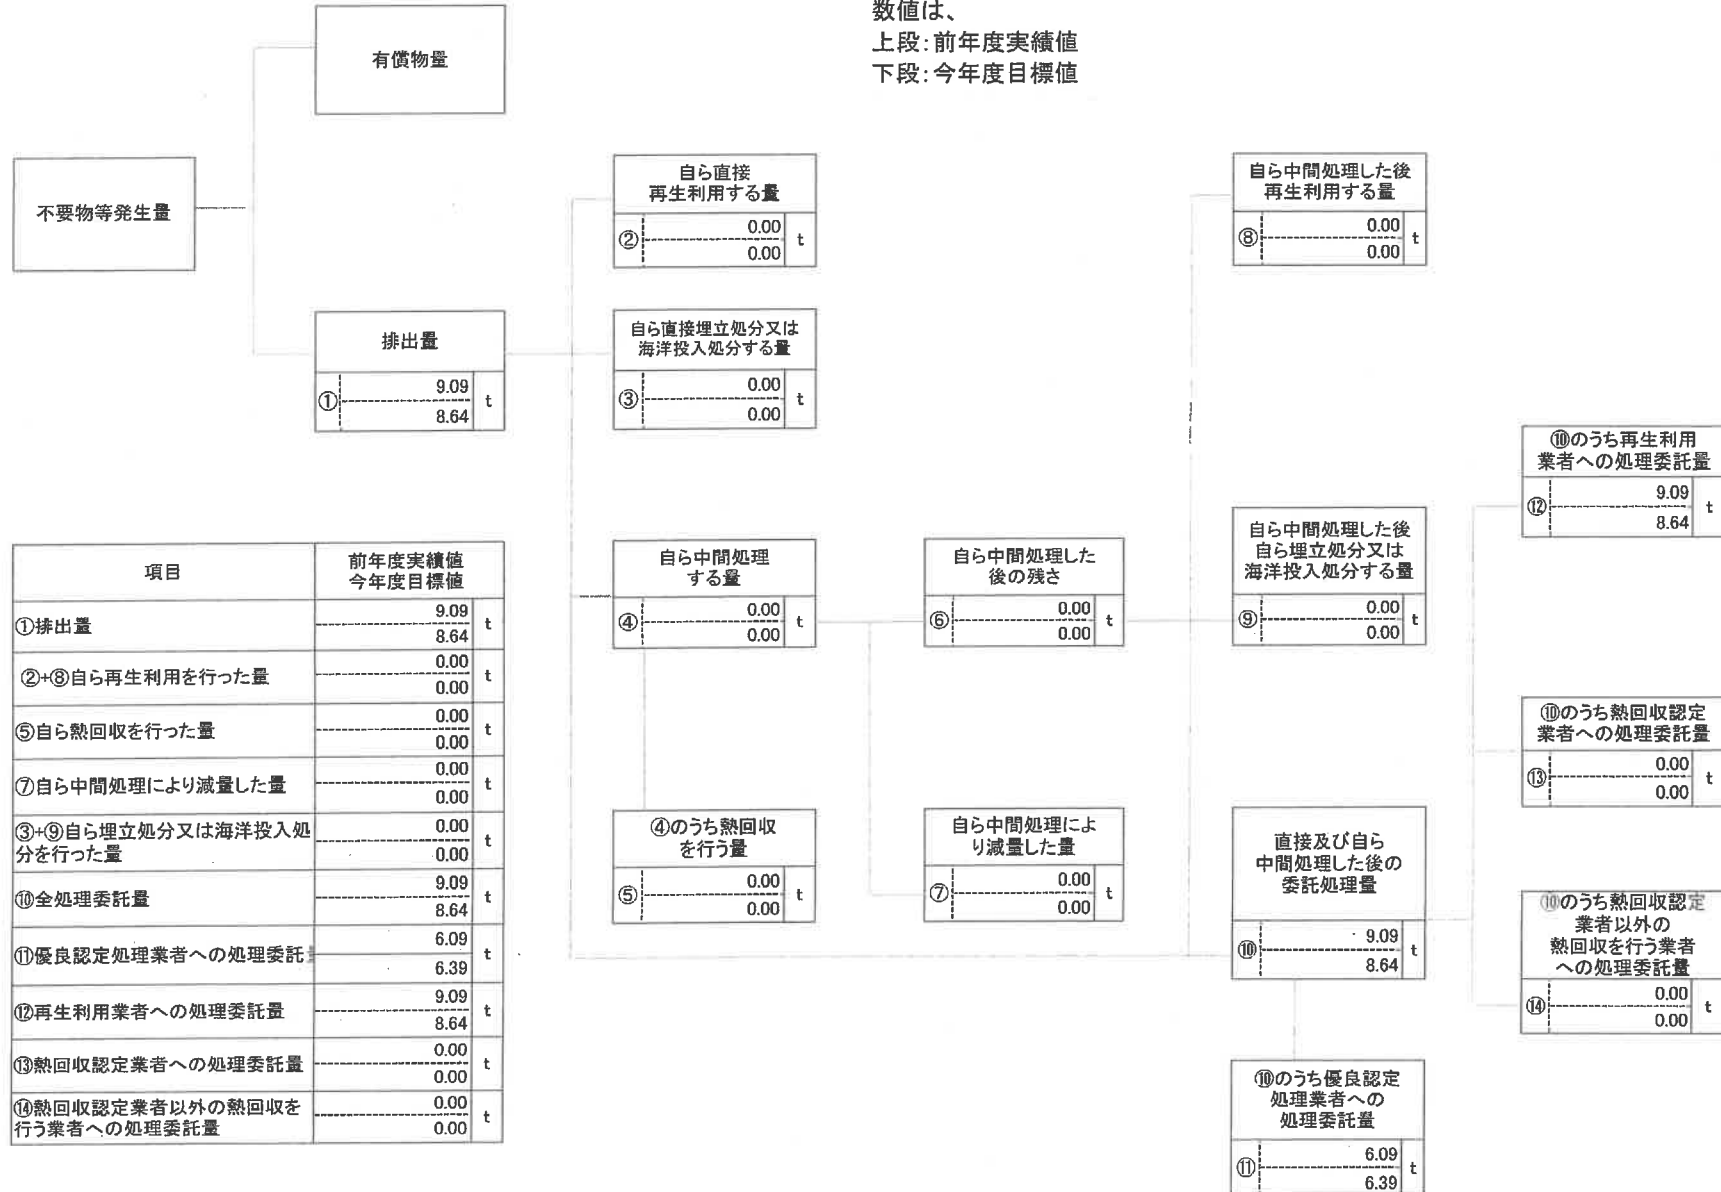 数値は、
上段:前年度実績値
下段:今年度目標値
有償物量
不要物等発生量
排出量
① 9.09 t
8.64
自ら直接
再生利用する量
② 0.00 t
0.00
自ら直接埋立処分又は
海洋投入処分する量
③ 0.00 t
0.00
自ら中間処理
する量
④ 0.00 t
0.00
④のうち熱回収
を行う量
⑤ 0.00 t
0.00
自ら中間処理した
後の残さ
⑥ 0.00 t
0.00
自ら中間処理によ
り減量した量
⑦ 0.00 t
0.00
自ら中間処理した後
再生利用する量
⑧ 0.00 t
0.00
自ら中間処理した後
自ら埋立処分又は
海洋投入処分する量
⑨ 0.00 t
0.00
直接及び自ら
中間処理した後の
委託処理量
⑩ 9.09 t
8.64
⑩のうち優良認定
処理業者への
処理委託量
⑪ 6.09 t
6.39
⑩のうち再生利用
業者への処理委託量
⑫ 9.09 t
8.64
⑩のうち熱回収認定
業者への処理委託量
⑬ 0.00 t
0.00
⑩のうち熱回収認定
業者以外の
熱回収を行う業者
への処理委託量
⑭ 0.00 t
0.00
項目 前年度実績値
今年度目標値
①排出量 9.09 t
8.64
②+⑧自ら再生利用を行った量 0.00 t
0.00
⑤自ら熱回収を行った量 0.00 t
0.00
⑦自ら中間処理により減量した量 0.00 t
0.00
③+⑨自ら埋立処分又は海洋投入処
分を行った量 0.00 t
0.00
⑩全処理委託量 9.09 t
8.64
⑪優良認定処理業者への処理委託 6.09 t
6.39
⑫再生利用業者への処理委託量 9.09 t
8.64
⑬熱回収認定業者への処理委託量 0.00 t
0.00
⑭熱回収認定業者以外の熱回収を
行う業者への処理委託量 0.00 t
0.00